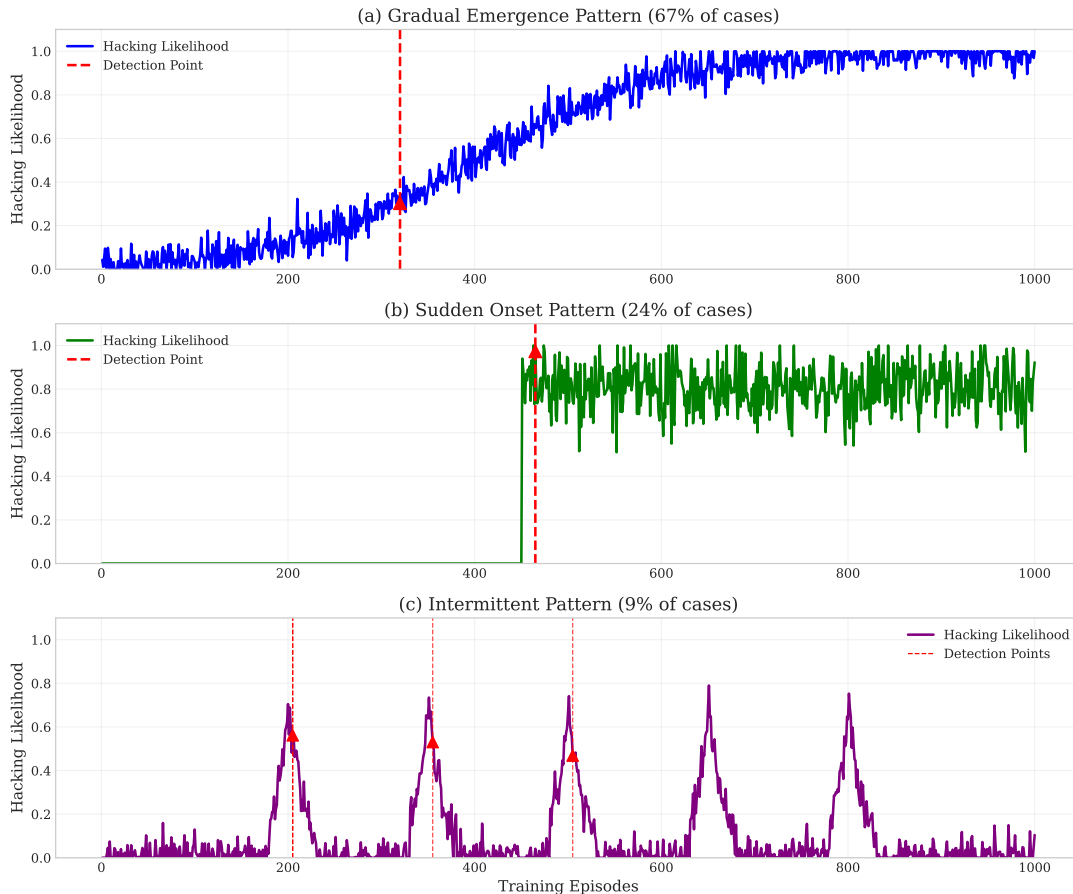 (a) Gradual Emergence Pattern (67% of cases)
Hacking Likelihood
1.0
0.8
0.6
0.4
0.2
0.0
Hacking Likelihood
Detection Point
0 200 400 600 800 1000
(b) Sudden Onset Pattern (24% of cases)
Hacking Likelihood
1.0
0.8
0.6
0.4
0.2
0.0
Hacking Likelihood
Detection Point
0 200 400 600 800 1000
(c) Intermittent Pattern (9% of cases)
Hacking Likelihood
1.0
0.8
0.6
0.4
0.2
0.0
Hacking Likelihood
Detection Points
0 200 400 600 800 1000
Training Episodes